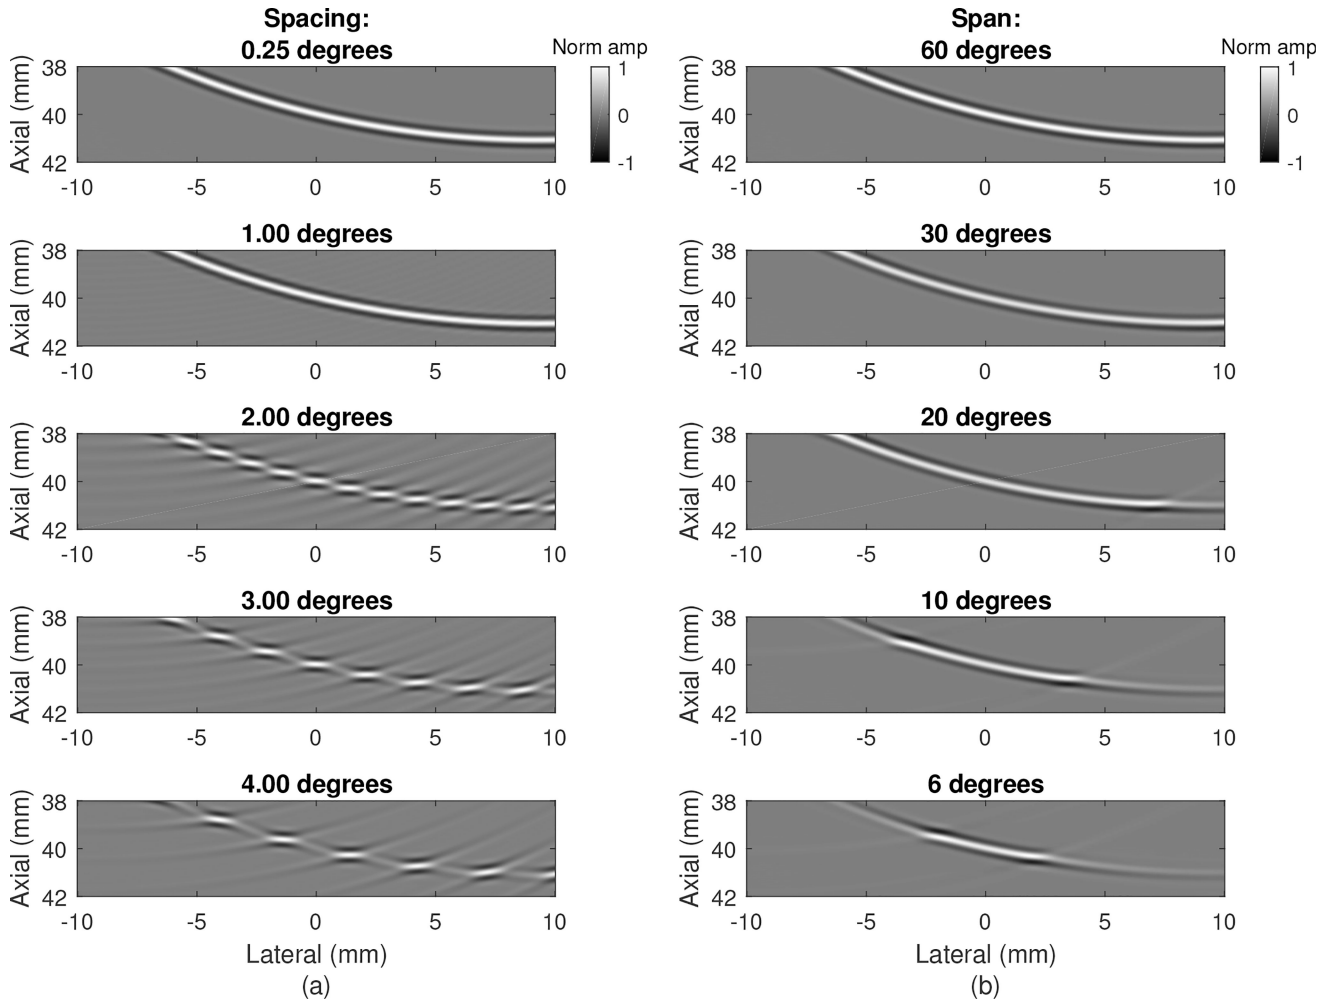 Spacing:
0.25 degrees
Norm amp
Axial (mm)
38
40
42
-10 -5 0 5 10
1
0
-1
1.00 degrees
Axial (mm)
38
40
42
-10 -5 0 5 10
2.00 degrees
Axial (mm)
38
40
42
-10 -5 0 5 10
3.00 degrees
Axial (mm)
38
40
42
-10 -5 0 5 10
4.00 degrees
Axial (mm)
38
40
42
-10 -5 0 5 10
Lateral (mm)
(a)
Span:
60 degrees
Norm amp
Axial (mm)
38
40
42
-10 -5 0 5 10
1
0
-1
30 degrees
Axial (mm)
38
40
42
-10 -5 0 5 10
20 degrees
Axial (mm)
38
40
42
-10 -5 0 5 10
10 degrees
Axial (mm)
38
40
42
-10 -5 0 5 10
6 degrees
Axial (mm)
38
40
42
-10 -5 0 5 10
Lateral (mm)
(b)